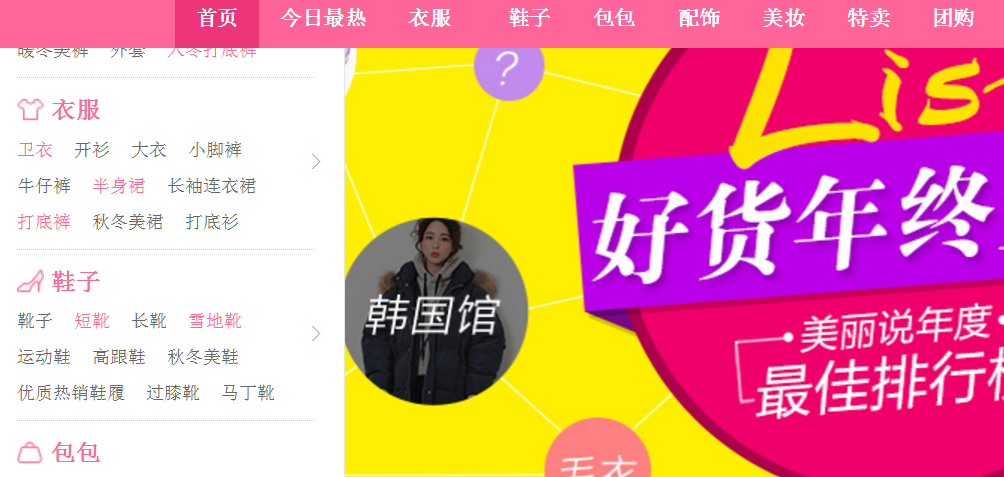 首页 今日最热 衣服 鞋子 包包 配饰 美妆 特卖 团购
暖冬美裤 外套 入冬打底裤
衣服
卫衣 开衫 大衣 小脚裤
牛仔裤 半身裙 长袖连衣裙
打底裤 秋冬美裙 打底衫
鞋子
靴子 短靴 长靴 雪地靴
运动鞋 高跟鞋 秋冬美鞋
优质热销鞋履 过膝靴 马丁靴
包包
?
Lis
好货年终
韩国馆
美丽说年度
最佳排行榜
毛衣